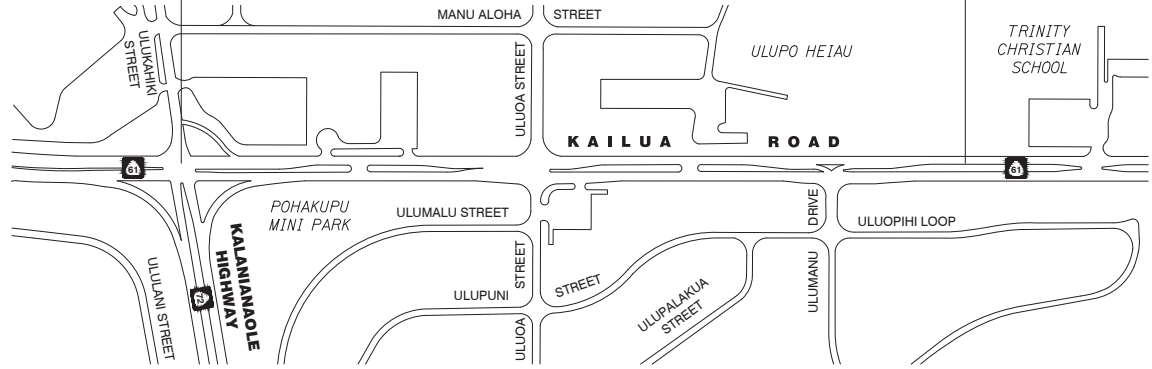 MANU ALOHA STREET
ULUKAHIKI
STREET
ULUOA STREET
ULUPO HEIAU
TRINITY
CHRISTIAN
SCHOOL
KAILUA ROAD
61
61
POHAKUPU
MINI PARK
ULUMALU STREET
DRIVE
ULUOPIHI LOOP
KALANIANAOLE
HIGHWAY
72
ULULANI STREET
STREET
ULUPUNI STREET
ULUPALAKUA
STREET
ULUMANU
ULUOA